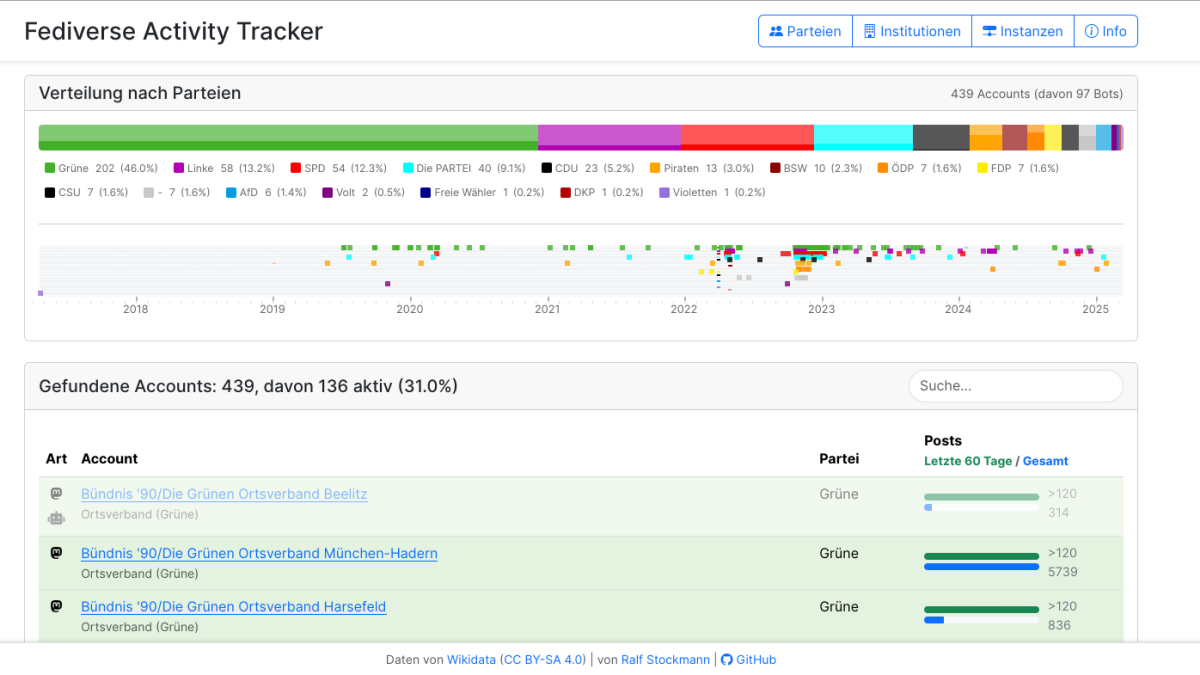 Fediverse Activity Tracker
Parteien Institutionen Instanzen Info
Verteilung nach Parteien 439 Accounts (davon 97 Bots)
Grüne 202 (46.0%) Linke 58 (13.2%) SPD 54 (12.3%) Die PARTEI 40 (9.1%) CDU 23 (5.2%) Piraten 13 (3.0%) BSW 10 (2.3%) ÖDP 7 (1.6%) FDP 7 (1.6%)
CSU 7 (1.6%) - 7 (1.6%) AfD 6 (1.4%) Volt 2 (0.5%) Freie Wähler 1 (0.2%) DKP 1 (0.2%) Violetten 1 (0.2%)
2018 2019 2020 2021 2022 2023 2024 2025
Gefundene Accounts: 439, davon 136 aktiv (31.0%) Suche...
Posts
Art Account Partei Letzte 60 Tage / Gesamt
Bündnis '90/Die Grünen Ortsverband Beelitz Grüne >120
Ortsverband (Grüne) 314
Bündnis '90/Die Grünen Ortsverband München-Hadern Grüne >120
Ortsverband (Grüne) 5739
Bündnis '90/Die Grünen Ortsverband Harsefeld Grüne >120
Ortsverband (Grüne) 836
Daten von Wikidata (CC BY-SA 4.0) | von Ralf Stockmann | GitHub